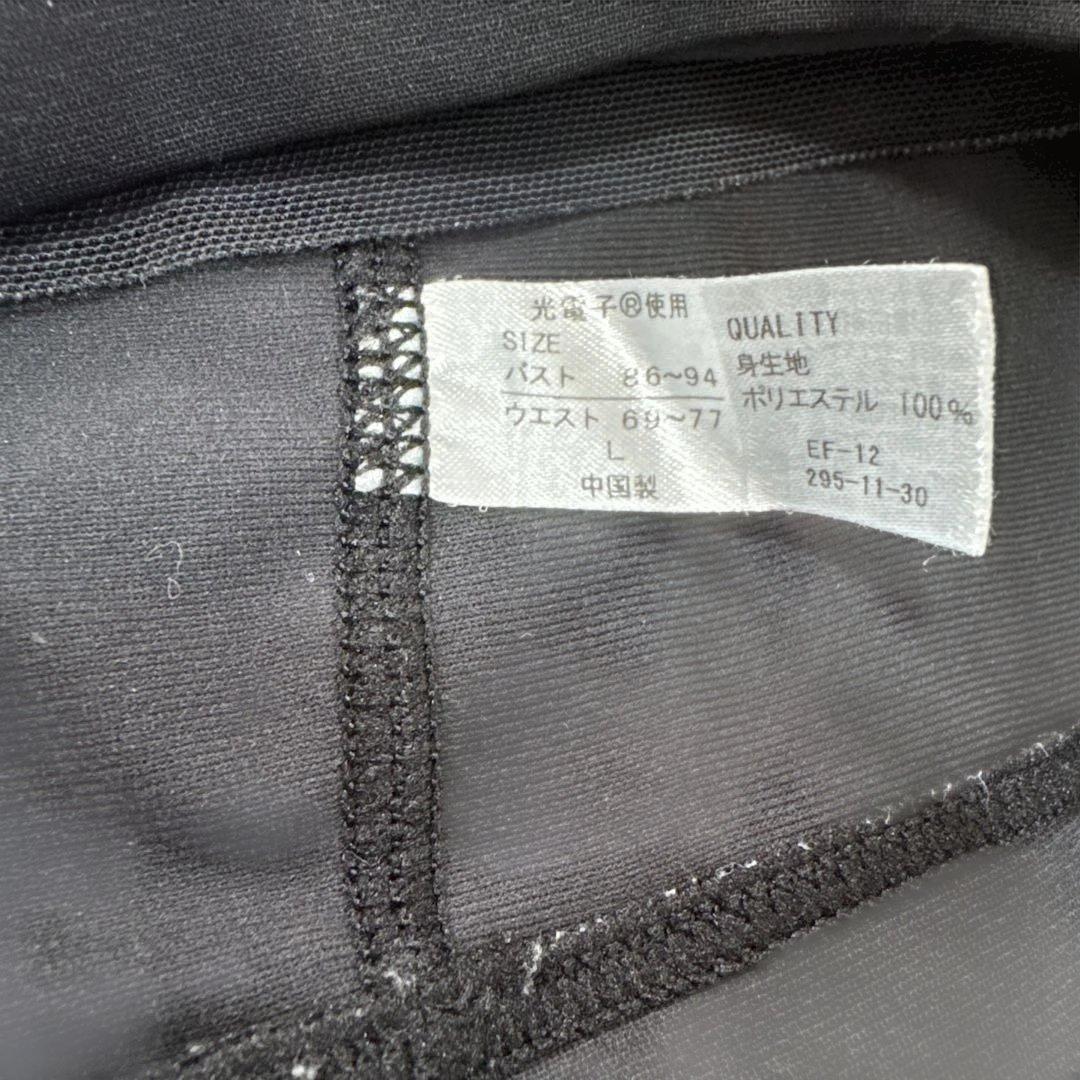 光電子®使用
SIZE
バスト 86~94
ウエスト 69~77
L
中国製
QUALITY
身生地
ポリエステル 100%
EF-12
295-11-30